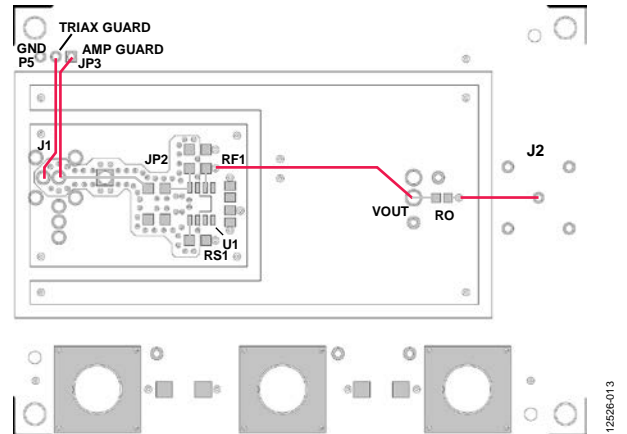 TRIAX GUARD
GND
AMP GUARD
P5
JP3
J1
JP2
RF1
J2
VOUT
RO
U1
RS1
12526-013